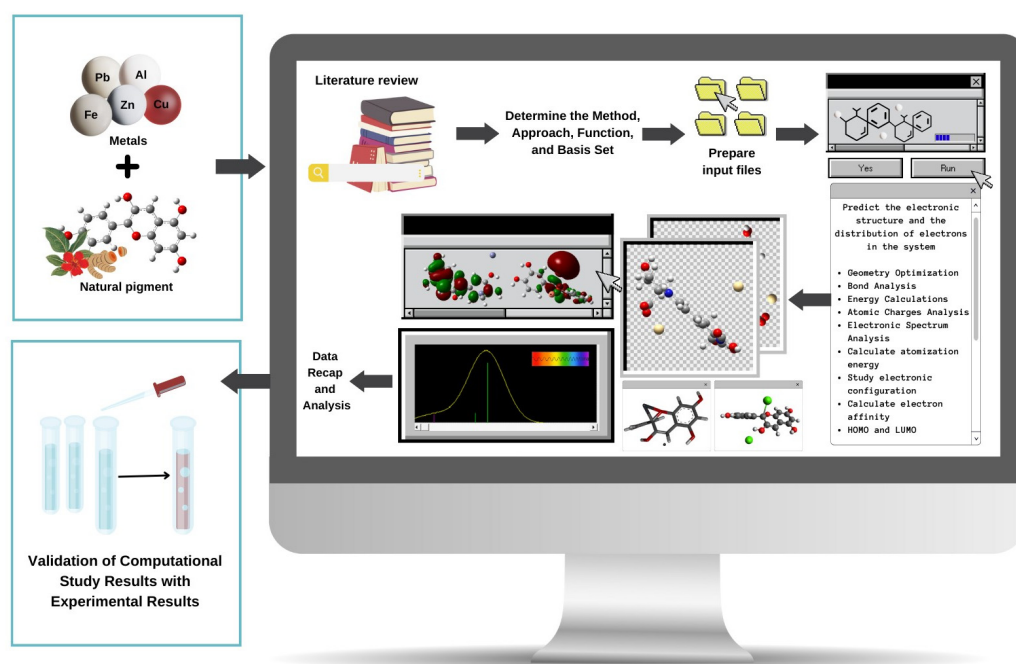 Pb
Al
Fe
Zn
Cu
Metals
+
Natural pigment
Literature review
Determine the Method,
Approach, Function,
and Basis Set
Prepare
input files
Yes
Run
Predict the electronic
structure and the
distribution of electrons
in the system
• Geometry Optimization
• Bond Analysis
• Energy Calculations
• Atomic Charges Analysis
• Electronic Spectrum
Analysis
• Calculate atomization
energy
• Study electronic
configuration
• Calculate electron
affinity
• HOMO and LUMO
Data
Recap
and
Analysis
Validation of Computational
Study Results with
Experimental Results